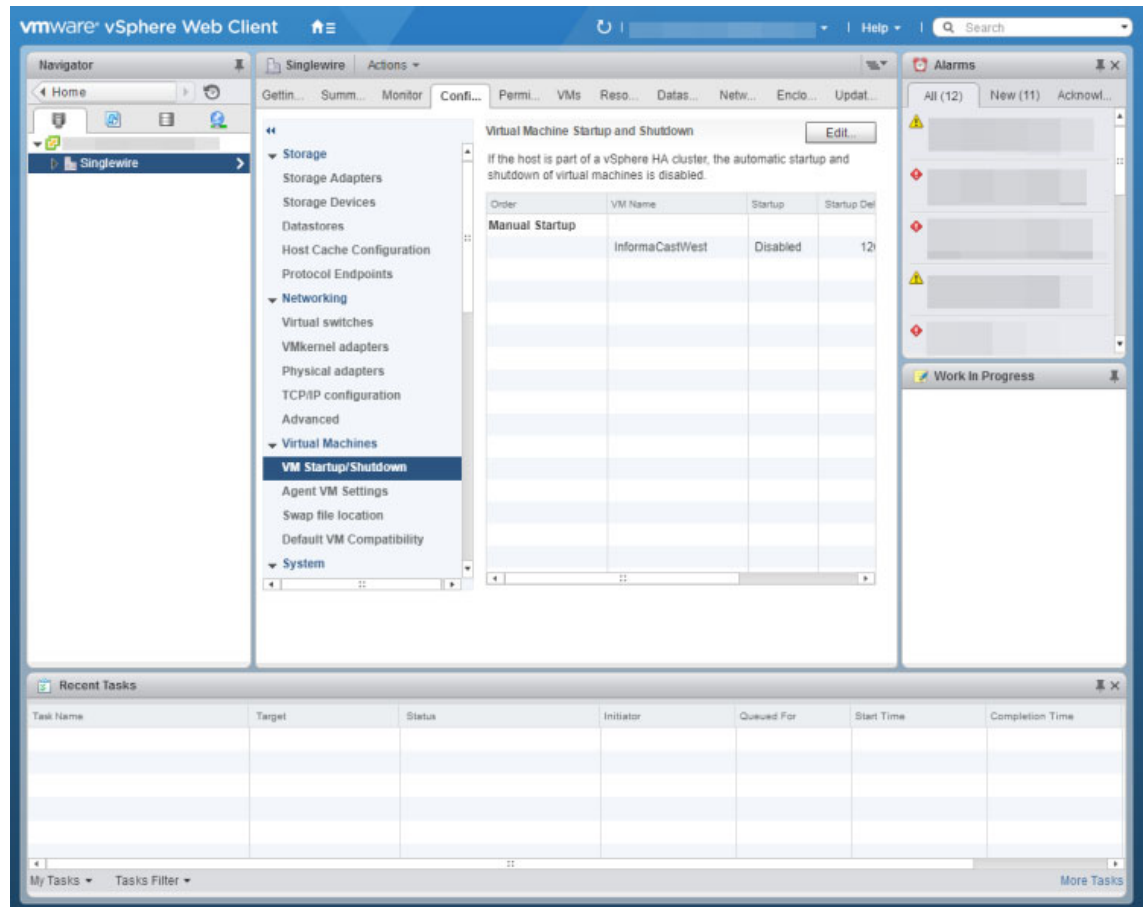 vmware® vSphere Web Client
Help
Search
Navigator
Home
Singlewire
Singlewire Actions
Gettin... Summ... Monitor Confi... Permi... VMs Reso... Datas... Netw... Enclo... Updat...
Storage
Storage Adapters
Storage Devices
Datastores
Host Cache Configuration
Protocol Endpoints
Networking
Virtual switches
VMkernel adapters
Physical adapters
TCP/IP configuration
Advanced
Virtual Machines
VM Startup/Shutdown
Agent VM Settings
Swap file location
Default VM Compatibility
System
Virtual Machine Startup and Shutdown Edit...
If the host is part of a vSphere HA cluster, the automatic startup and
shutdown of virtual machines is disabled.
Order VM Name Startup Startup Del
Manual Startup
InformaCastWest Disabled 12
Alarms
All (12) New (11) Acknowl...
Work In Progress
Recent Tasks
Task Name Target Status Initiator Queued For Start Time Completion Time
My Tasks Tasks Filter More Tasks